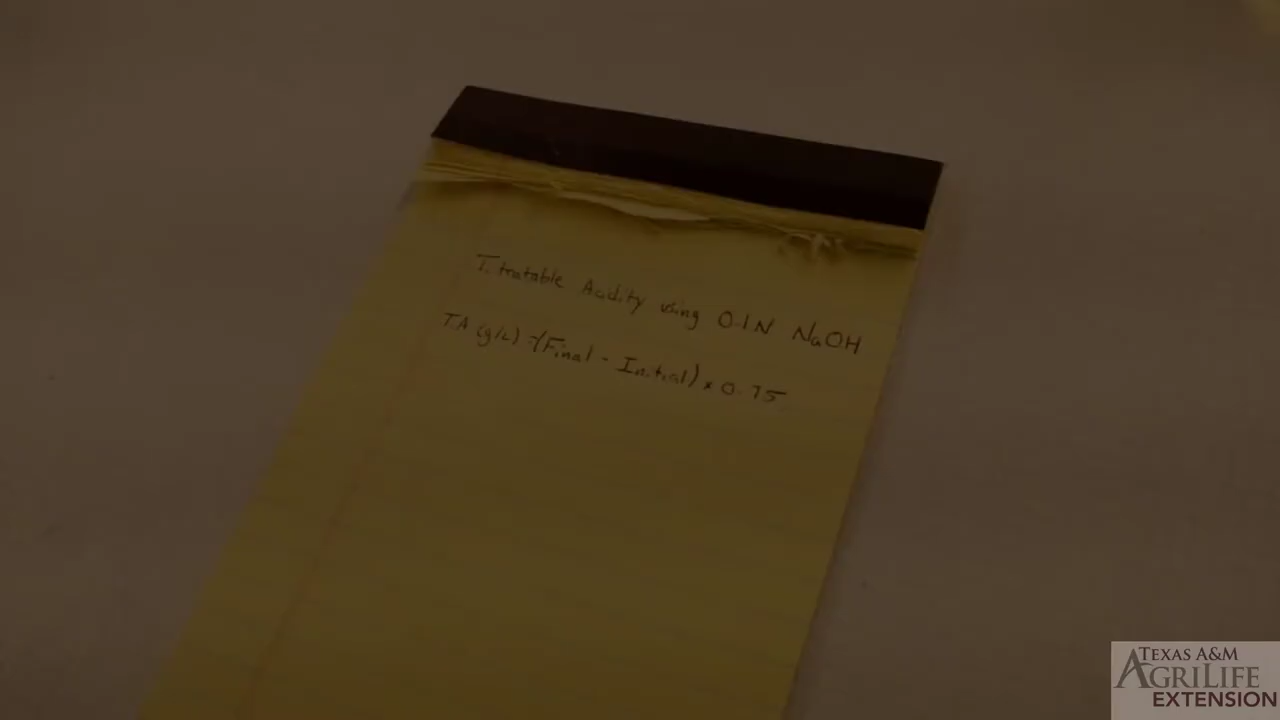 Titratable Acidity using 0.1N NaOH
TA (g/L) = (Final - Initial) x 0.75
TEXAS A&M
AGRILIFE
EXTENSION